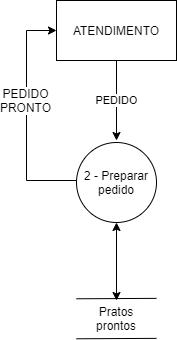 ATENDIMENTO
PEDIDO
PRONTO
PEDIDO
2 - Preparar
pedido
Pratos
prontos